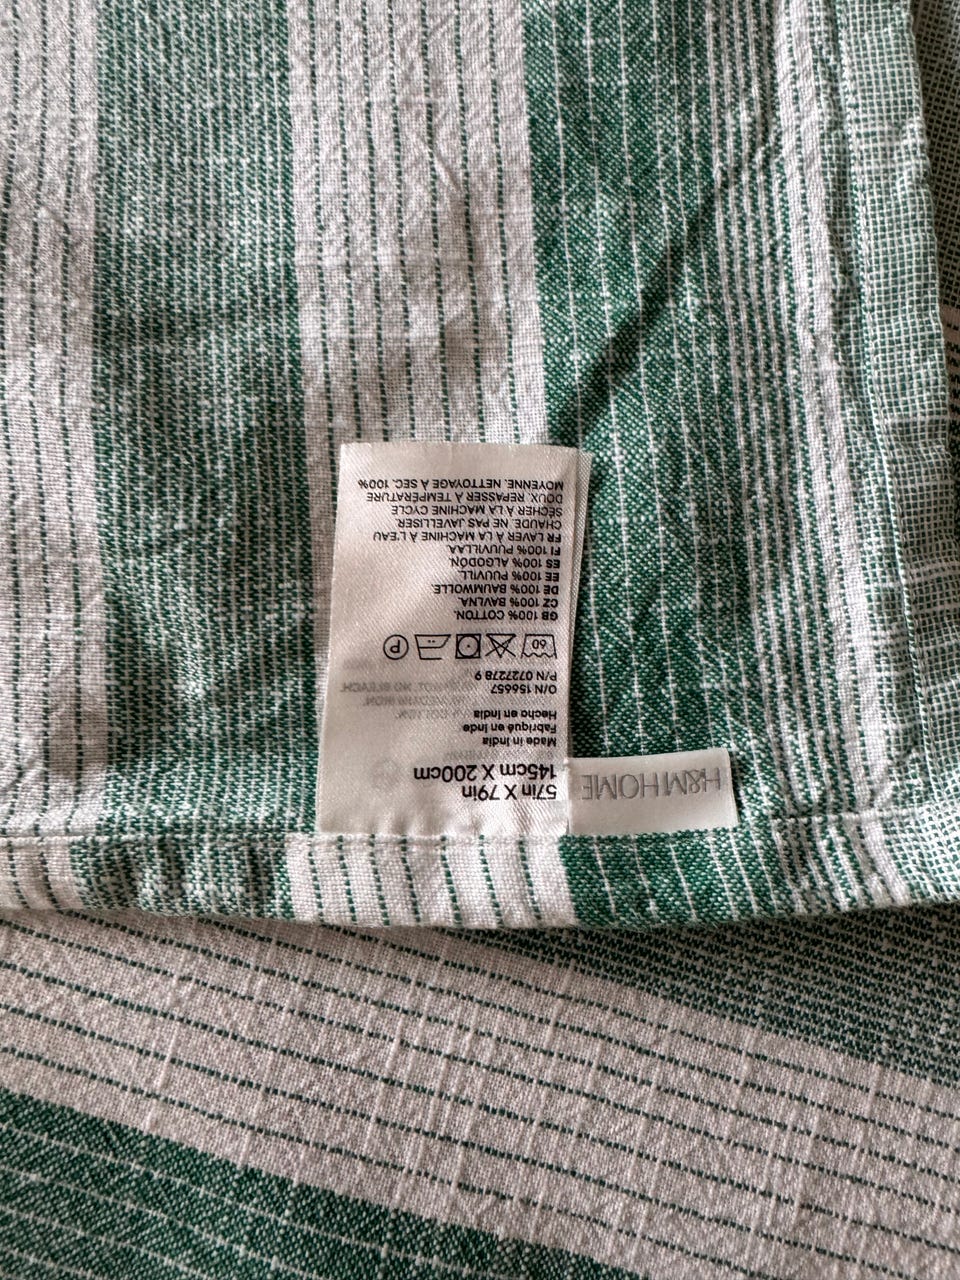 H&M HOME
57in X 79in
145cm X 200cm
Made in India
Fabriqué en Inde
Hecho en India
O/N 156657
P/N 0727278 9
60
P
GB 100% COTTON.
CZ 100% BAVLNA.
DE 100% BAUMWOLLE.
EE 100% PUUVILL.
ES 100% ALGODÓN.
FI 100% PUUVILLAA.
FR LAVER À LA MACHINE À L'EAU
CHAUDE. NE PAS JAVELLISER.
SÉCHER À LA MACHINE CYCLE
DOUX. REPASSER À TEMPÉRATURE
MOYENNE. NETTOYAGE À SEC. 100%